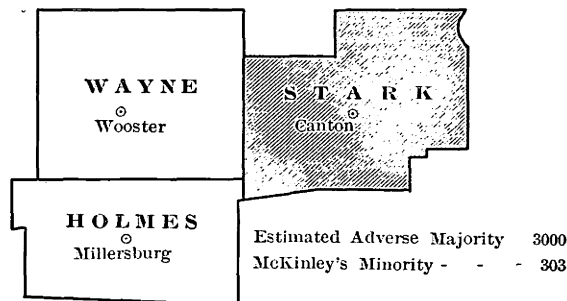 WAYNE
Wooster
STARK
Canton
HOLMES
Millersburg
Estimated Adverse Majority 3000
McKinley's Minority - - - 303